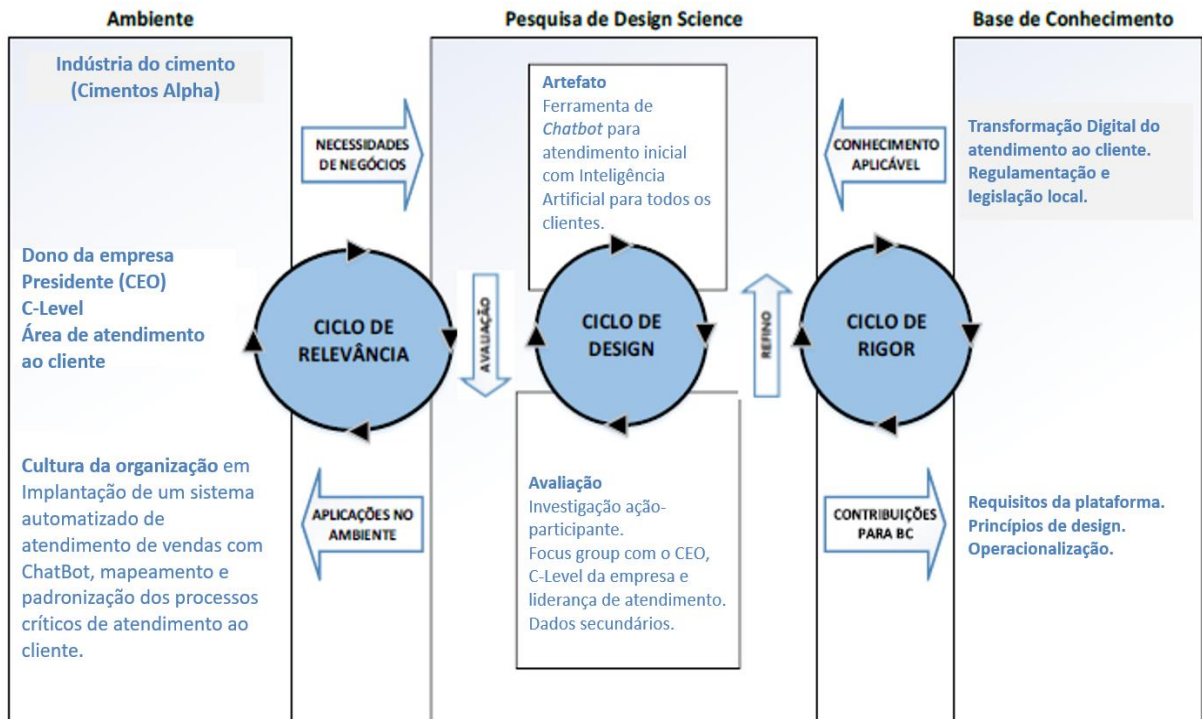 Ambiente
Indústria do cimento
(Cimentos Alpha)
Dono da empresa
Presidente (CEO)
C-Level
Área de atendimento
ao cliente
Cultura da organização em
Implantação de um sistema
automatizado de
atendimento de vendas com
ChatBot, mapeamento e
padronização dos processos
críticos de atendimento ao
cliente.
NECESSIDADES
DE NEGÓCIOS
CICLO DE
RELEVÂNCIA
APLICAÇÕES NO
AMBIENTE
Pesquisa de Design Science
Artefato
Ferramenta de
Chatbot para
atendimento inicial
com Inteligência
Artificial para todos os
clientes.
AVALIAÇÃO
CICLO DE
DESIGN
REFINO
Avaliação
Investigação ação-
participante.
Focus group com o CEO,
C-Level da empresa e
liderança de atendimento.
Dados secundários.
CONHECIMENTO
APLICÁVEL
CICLO DE
RIGOR
CONTRIBUIÇÕES
PARA BC
Base de Conhecimento
Transformação Digital do
atendimento ao cliente.
Regulamentação e
legislação local.
Requisitos da plataforma.
Princípios de design.
Operacionalização.